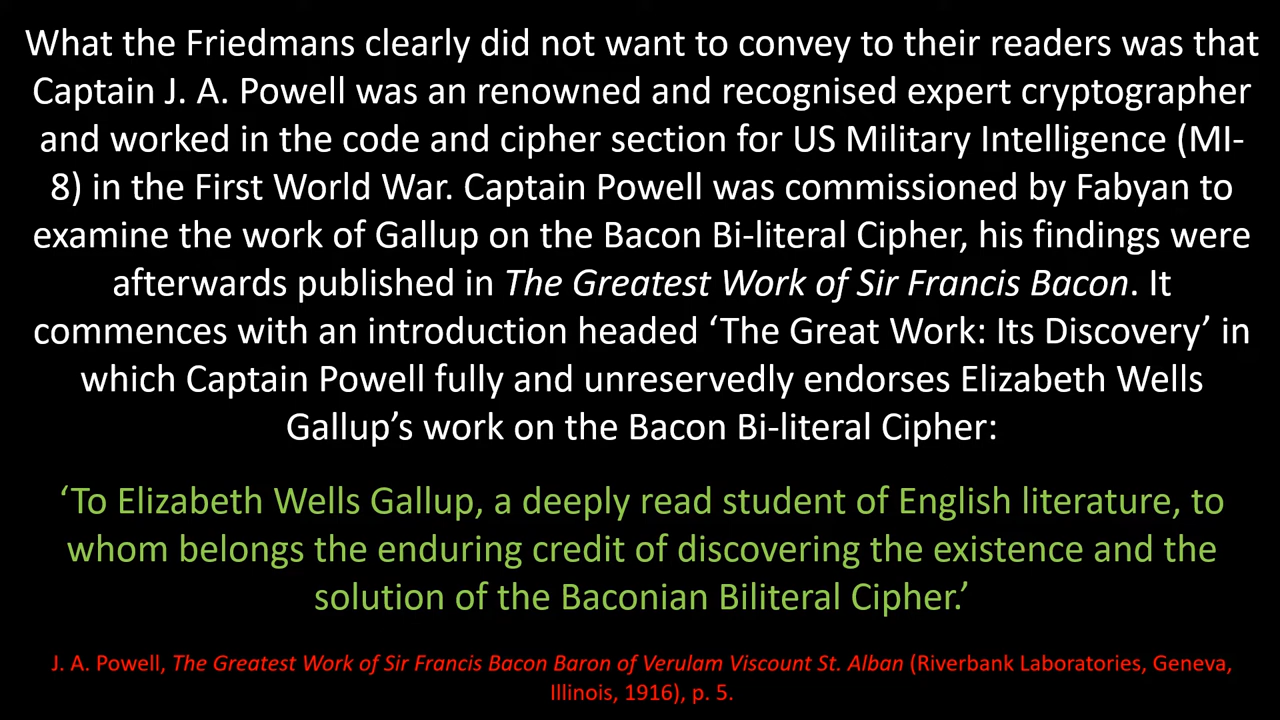 What the Friedmans clearly did not want to convey to their readers was that
Captain J. A. Powell was an renowned and recognised expert cryptographer
and worked in the code and cipher section for US Military Intelligence (MI-
8) in the First World War. Captain Powell was commissioned by Fabyan to
examine the work of Gallup on the Bacon Bi-literal Cipher, his findings were
afterwards published in The Greatest Work of Sir Francis Bacon. It
commences with an introduction headed ‘The Great Work: Its Discovery’ in
which Captain Powell fully and unreservedly endorses Elizabeth Wells
Gallup’s work on the Bacon Bi-literal Cipher:
‘To Elizabeth Wells Gallup, a deeply read student of English literature, to
whom belongs the enduring credit of discovering the existence and the
solution of the Baconian Biliteral Cipher.’
J. A. Powell, The Greatest Work of Sir Francis Bacon Baron of Verulam Viscount St. Alban (Riverbank Laboratories, Geneva,
Illinois, 1916), p. 5.